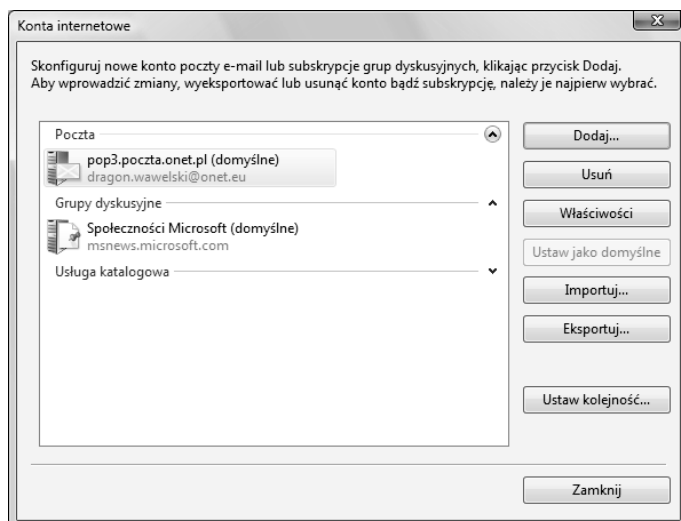 Konta internetowe
Skonfiguruj nowe konto poczty e-mail lub subskrypcje grup dyskusyjnych, klikając przycisk Dodaj.
Aby wprowadzić zmiany, wyeksportować lub usunąć konto bądź subskrypcję, należy je najpierw wybrać.
Poczta
pop3.poczta.onet.pl (domyślne)
dragon.wawelski@onet.eu
Grupy dyskusyjne
Społeczności Microsoft (domyślne)
msnews.microsoft.com
Usługa katalogowa
Dodaj...
Usuń
Właściwości
Ustaw jako domyślne
Importuj...
Eksportuj...
Ustaw kolejność...
Zamknij